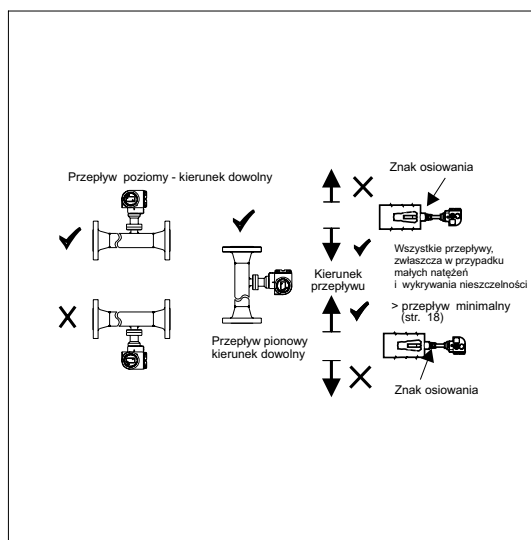 Przepływ poziomy - kierunek dowolny
Przepływ pionowy
kierunek dowolny
Kierunek
przepływu
Znak osiowania
Wszystkie przepływy,
zwłaszcza w przypadku
małych natężeń
i wykrywania nieszczelności
> przepływ minimalny
(str. 18)
Znak osiowania